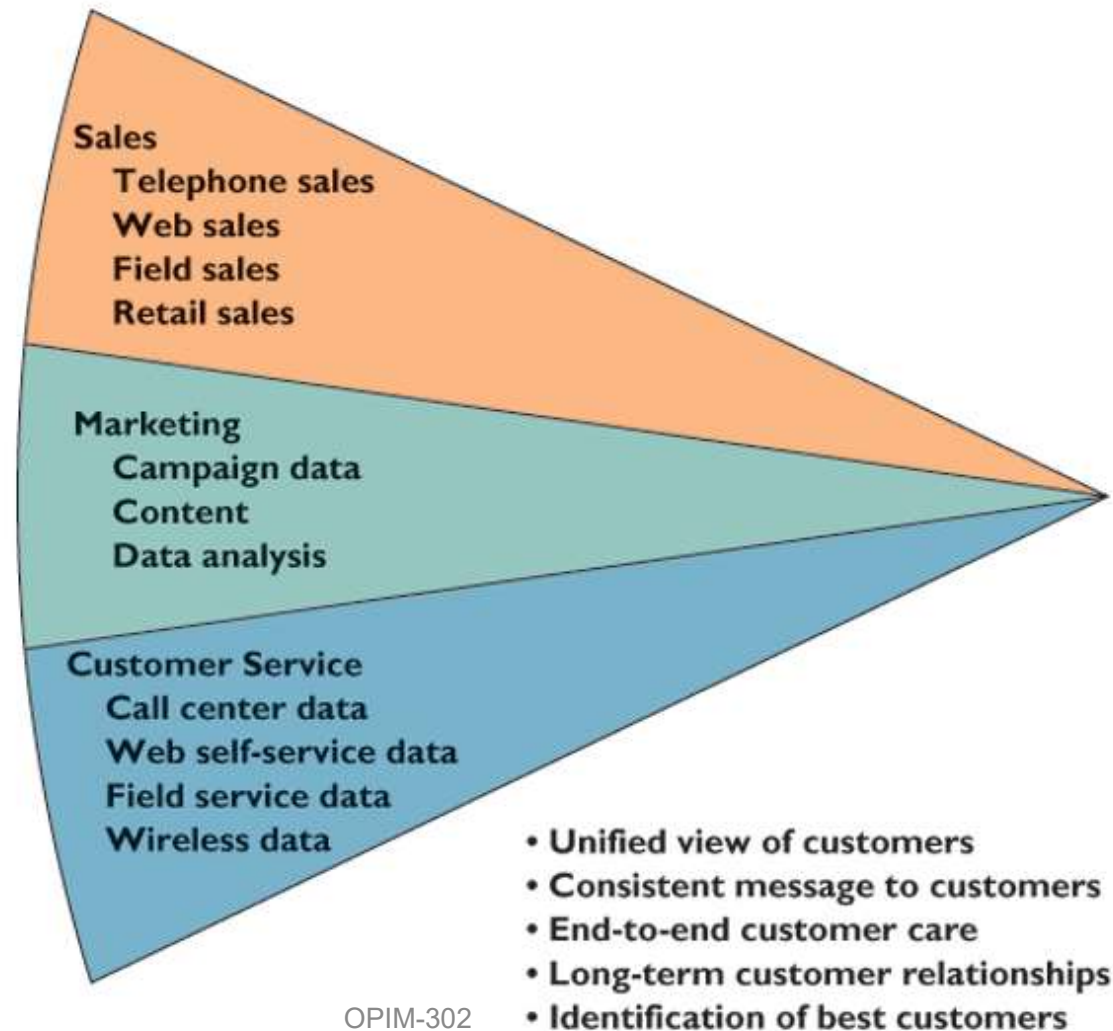 Sales
Telephone sales
Web sales
Field sales
Retail sales
Marketing
Campaign data
Content
Data analysis
Customer Service
Call center data
Web self-service data
Field service data
Wireless data
• Unified view of customers
• Consistent message to customers
• End-to-end customer care
• Long-term customer relationships
• Identification of best customers
OPIM-302